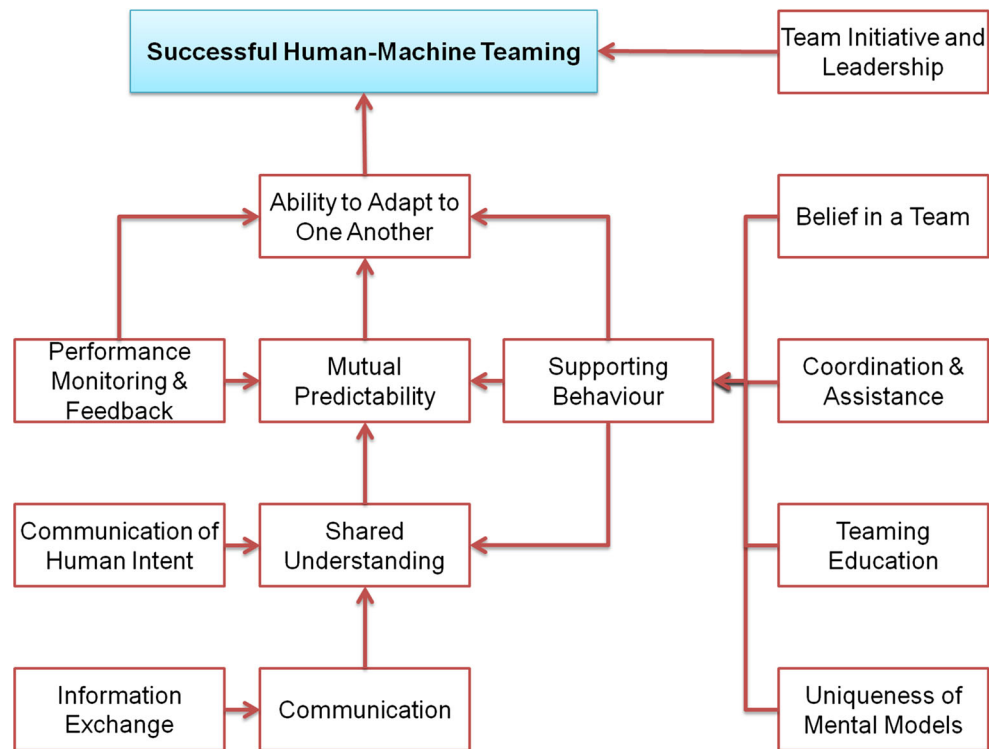 Successful Human-Machine Teaming
Team Initiative and
Leadership
Ability to Adapt to
One Another
Belief in a Team
Performance
Monitoring &
Feedback
Mutual
Predictability
Supporting
Behaviour
Coordination &
Assistance
Communication of
Human Intent
Shared
Understanding
Teaming
Education
Information
Exchange
Communication
Uniqueness of
Mental Models